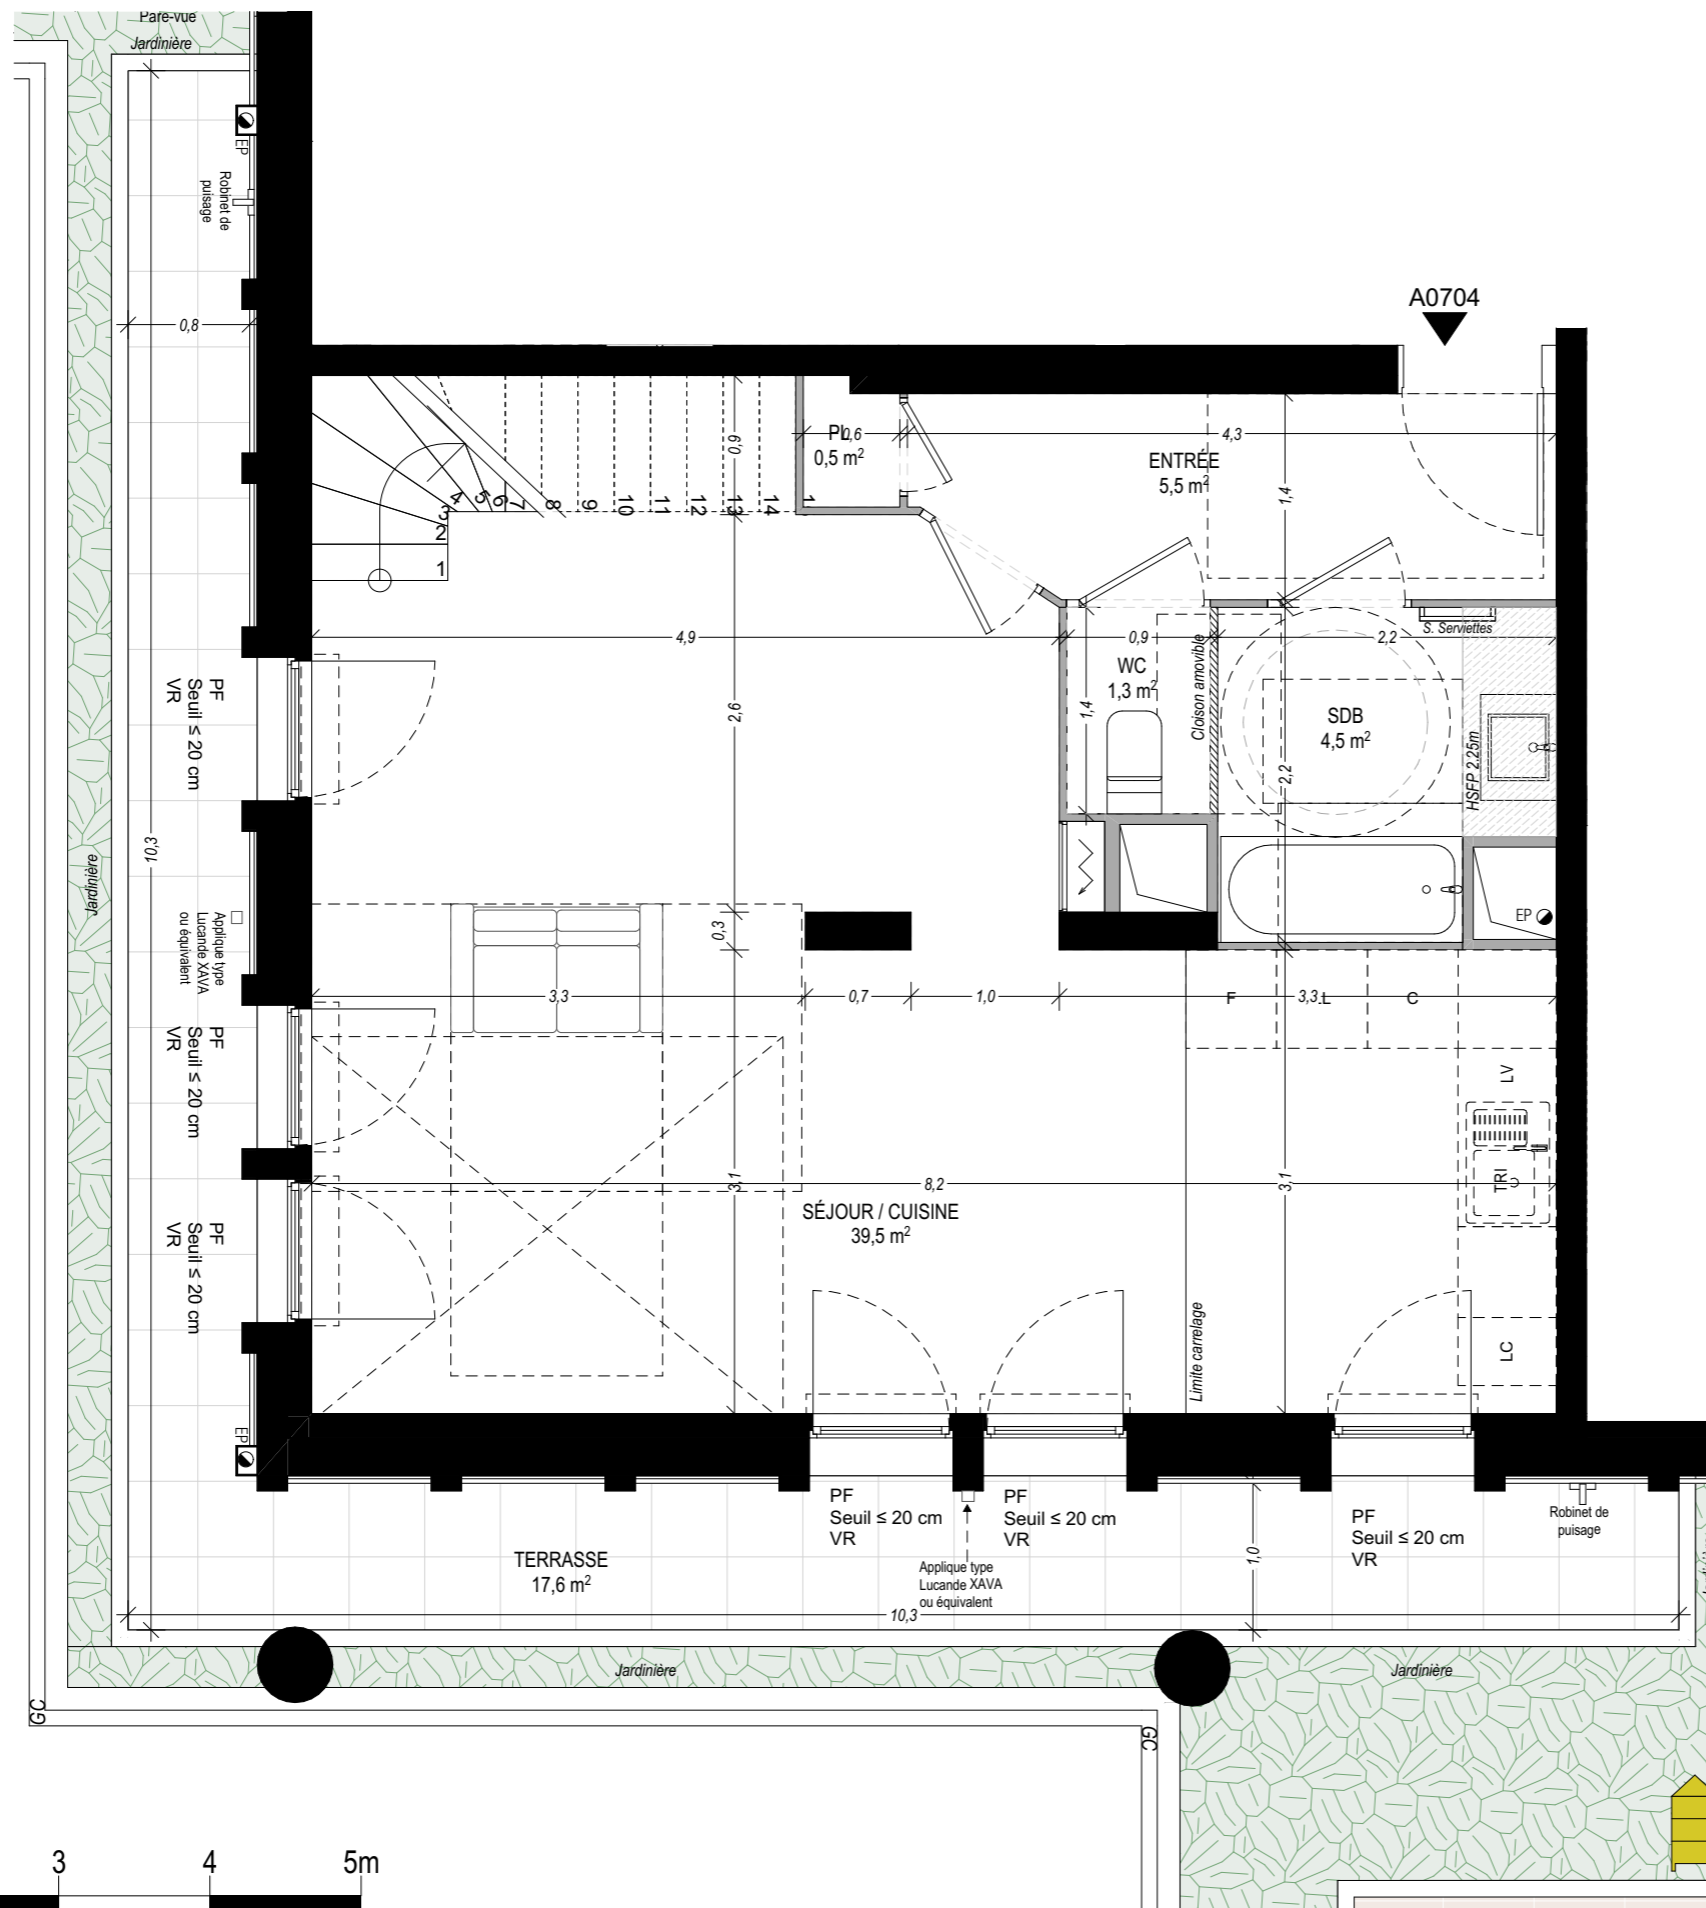 Pare-vue
Jardinière
EP
Robinet de
puisage
0,8
A0704
PL
0,6
0,5 m²
4,3
ENTRÉE
5,5 m²
0,9
1,4
1
2
3
4
5
6
7
8
9
10
11
12
13
14
1
4,9
0,9
2,2
S. Serviettes
WC
1,3 m²
1,4
Cloison amovible
SDB
4,5 m²
HSFP 2.25m
2,6
2,2
PF
Seuil ≤ 20 cm
VR
10,3
Jardinière
Applique type
Lucande XAVA
ou équivalent
0,3
EP
3,3
0,7
1,0
F
3,3
L
C
PF
Seuil ≤ 20 cm
VR
LV
TRI
3,1
8,2
3,1
SÉJOUR / CUISINE
39,5 m²
PF
Seuil ≤ 20 cm
VR
Limite carrelage
LC
EP
PF
Seuil ≤ 20 cm
VR
PF
Seuil ≤ 20 cm
VR
PF
Seuil ≤ 20 cm
VR
Robinet de
puisage
TERRASSE
17,6 m²
Applique type
Lucande XAVA
ou équivalent
1,0
10,3
Jardinière
Jardinière
GC
GC
3
4
5m